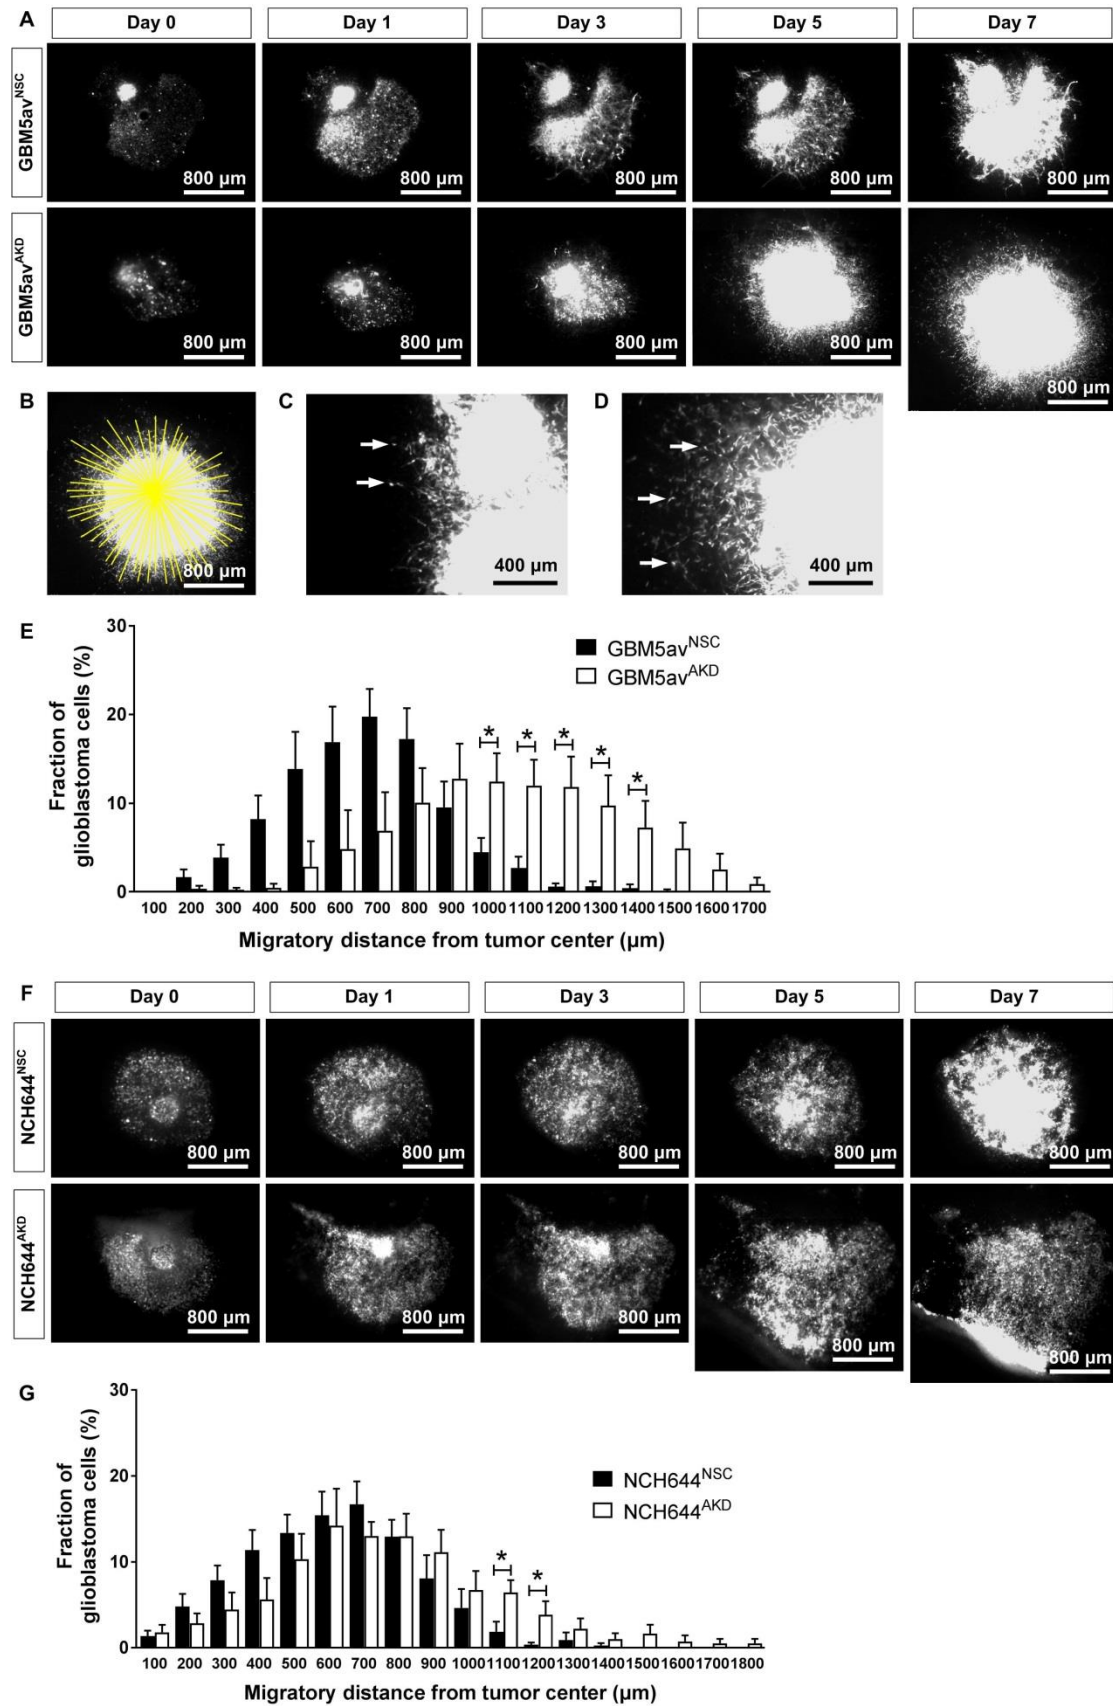 A
Day 0
Day 1
Day 3
Day 5
Day 7
GBM5av^NSC
800 µm
800 µm
800 µm
800 µm
800 µm
GBM5av^AKD
800 µm
800 µm
800 µm
800 µm
800 µm
B
800 µm
C
400 µm
D
400 µm
E
Fraction of
glioblastoma cells (%)
30
20
10
0
GBM5av^NSC
GBM5av^AKD
* * * * *
100 200 300 400 500 600 700 800 900 1000 1100 1200 1300 1400 1500 1600 1700
Migratory distance from tumor center (µm)
F
Day 0
Day 1
Day 3
Day 5
Day 7
NCH644^NSC
800 µm
800 µm
800 µm
800 µm
800 µm
NCH644^AKD
800 µm
800 µm
800 µm
800 µm
800 µm
G
Fraction of
glioblastoma cells (%)
30
20
10
0
NCH644^NSC
NCH644^AKD
* *
100 200 300 400 500 600 700 800 900 1000 1100 1200 1300 1400 1500 1600 1700 1800
Migratory distance from tumor center (µm)